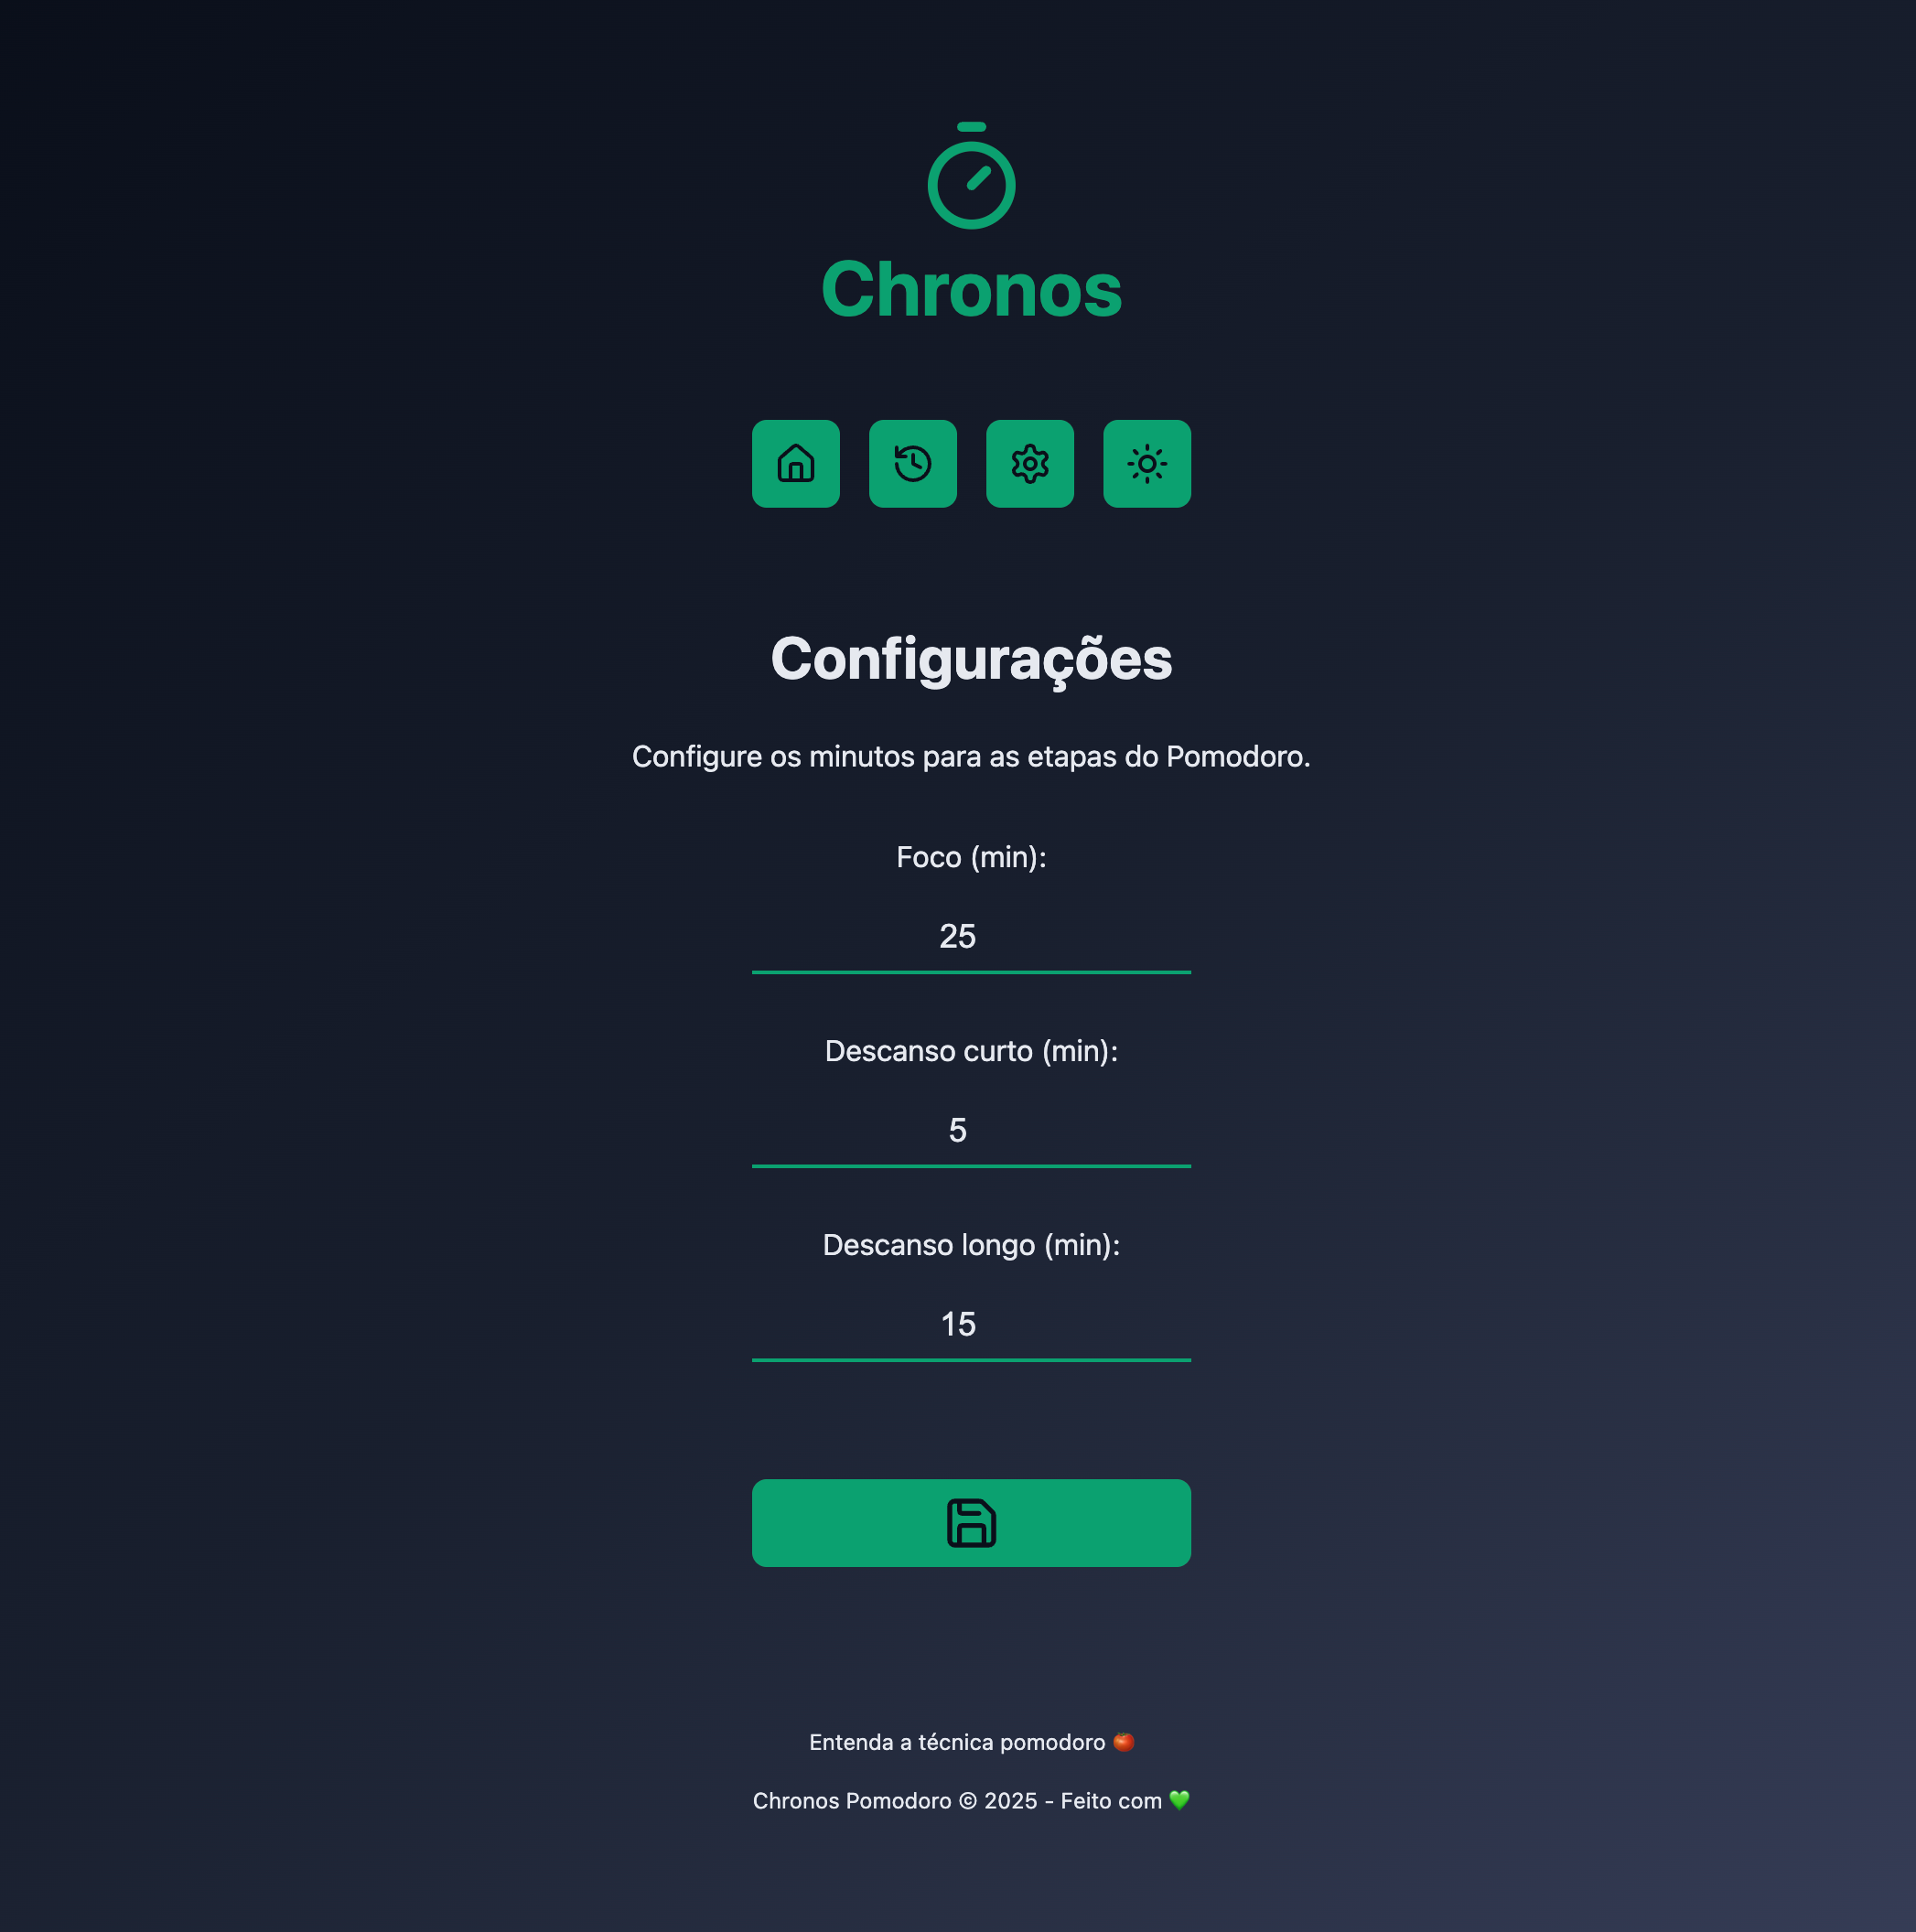 Chronos
Configurações
Configure os minutos para as etapas do Pomodoro.
Foco (min):
25
Descanso curto (min):
5
Descanso longo (min):
15
Entenda a técnica pomodoro 🍅
Chronos Pomodoro © 2025 - Feito com 💚